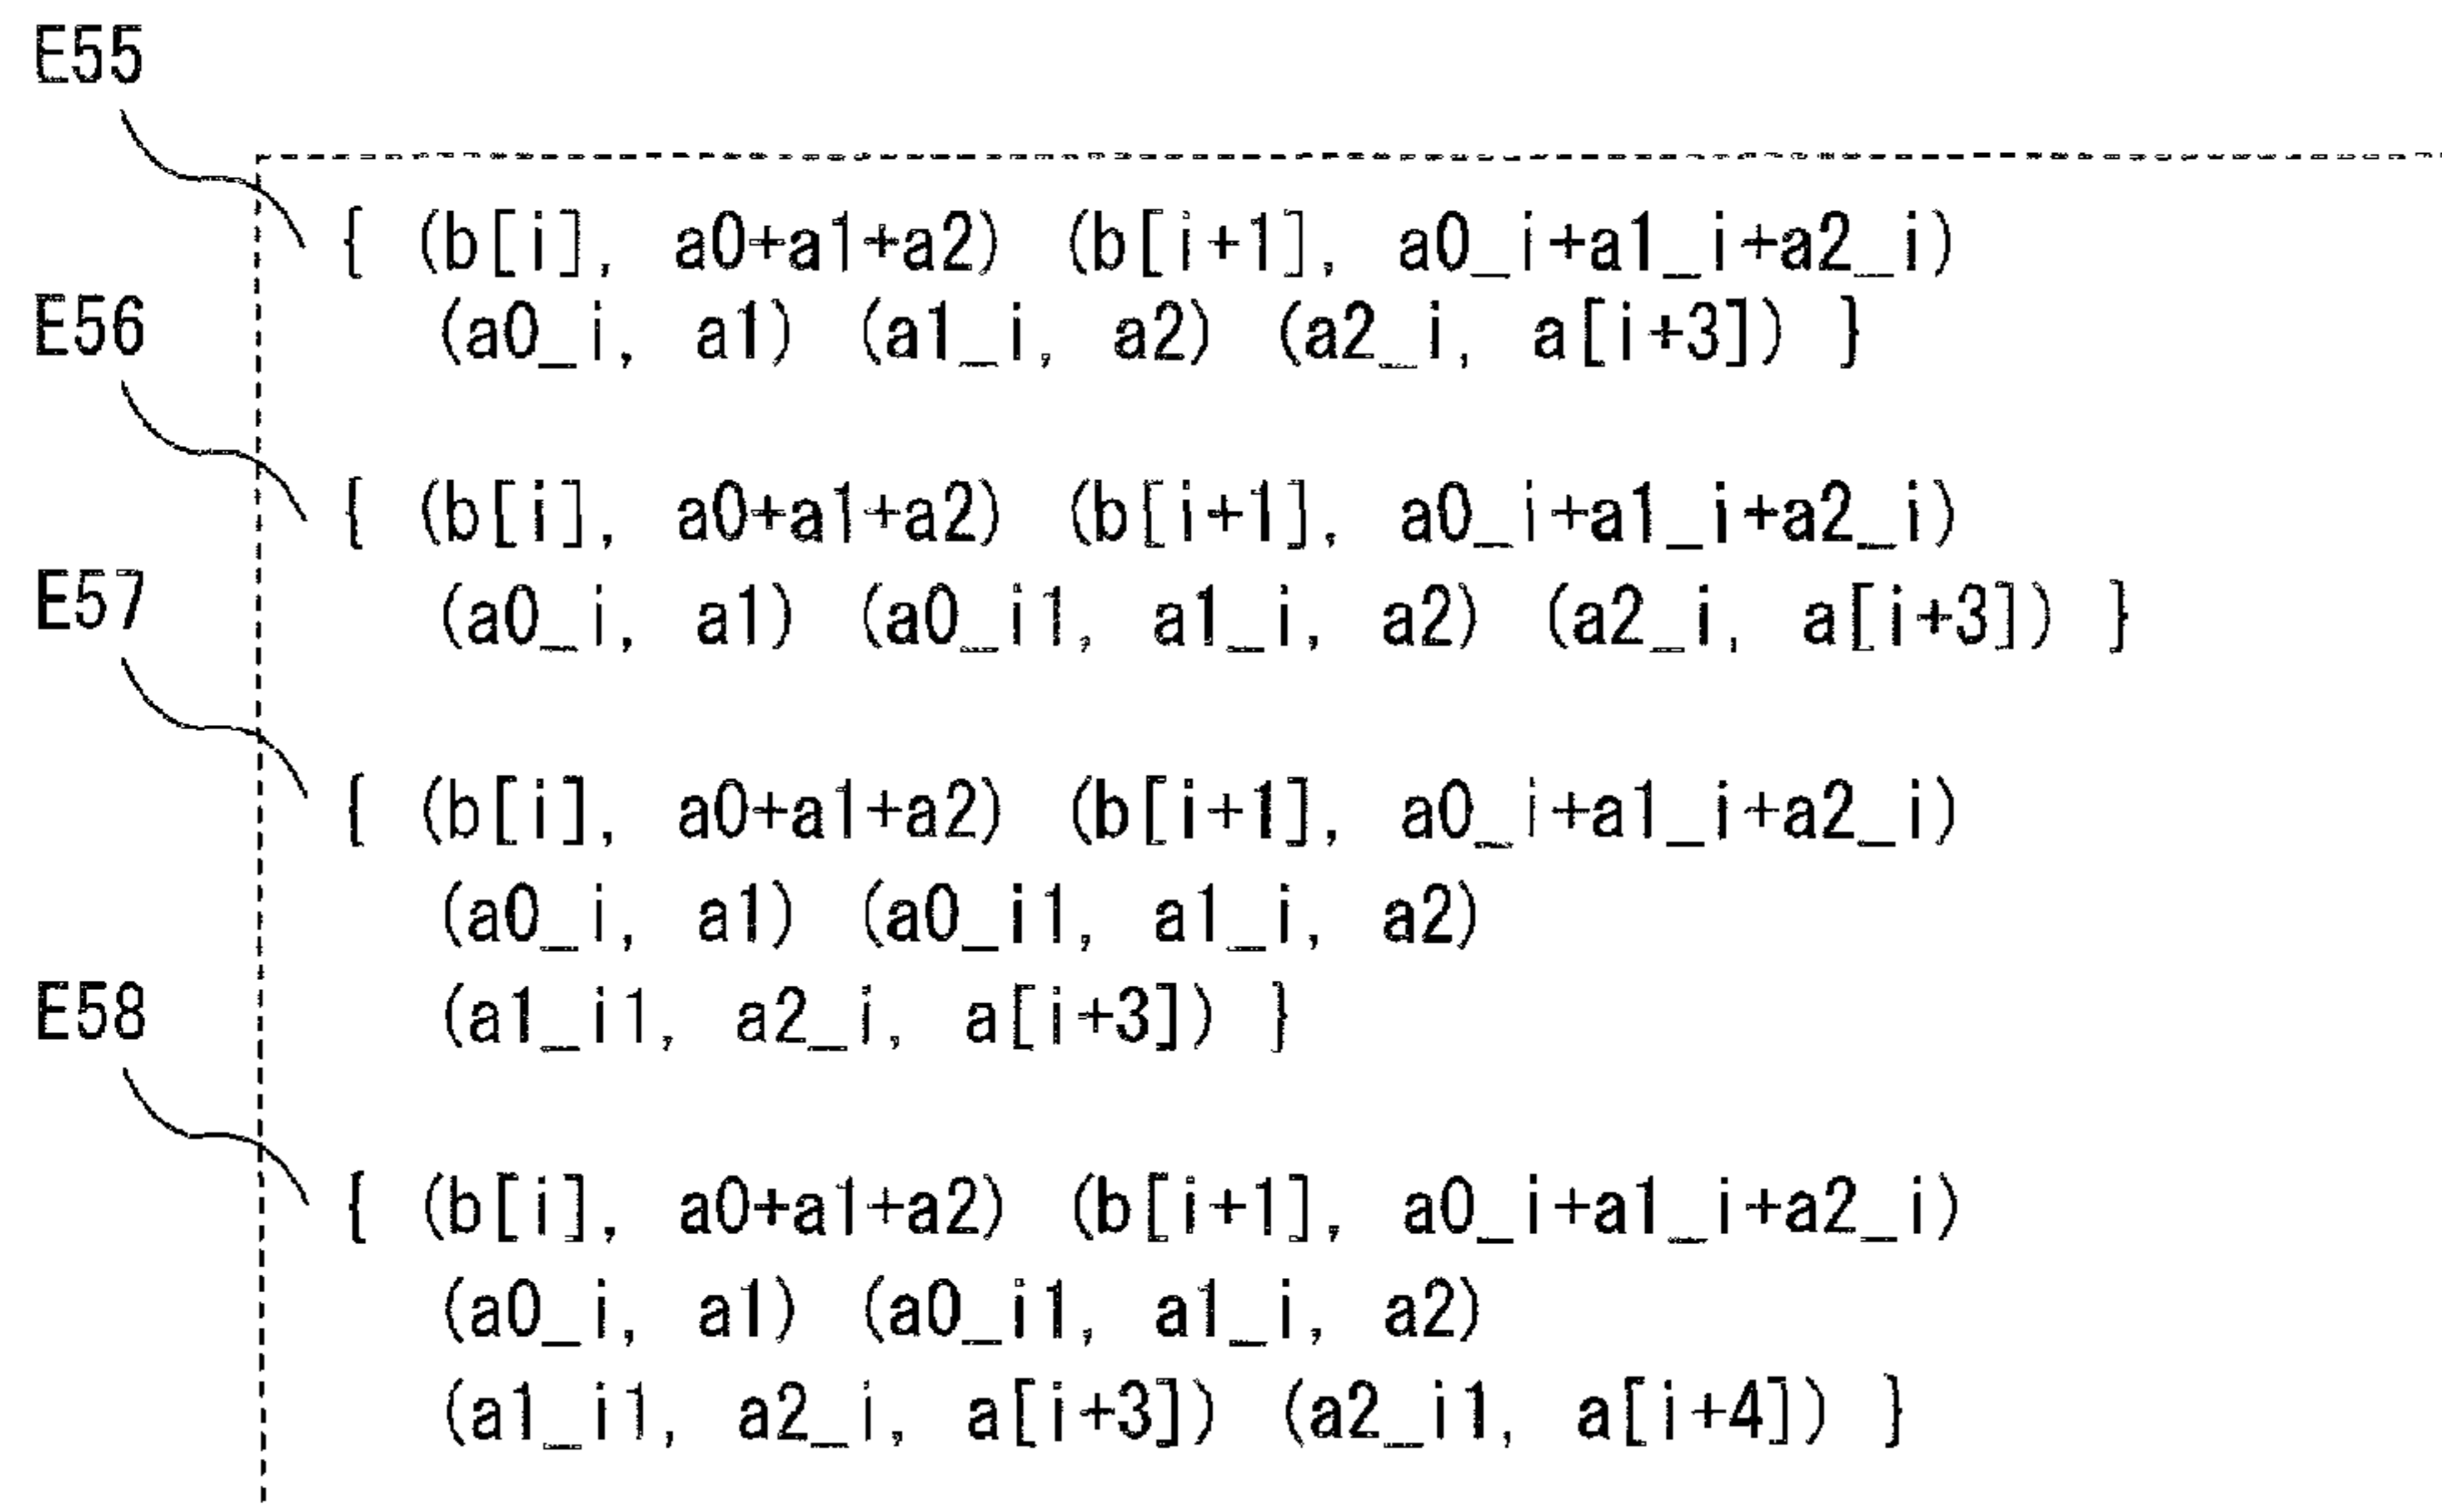 E55
{ (b[i], a0+a1+a2) (b[i+1], a0_i+a1_i+a2_i)
(a0_i, a1) (a1_i, a2) (a2_i, a[i+3]) }
E56
{ (b[i], a0+a1+a2) (b[i+1], a0_i+a1_i+a2_i)
(a0_i, a1) (a0_i1, a1_i, a2) (a2_i, a[i+3]) }
E57
{ (b[i], a0+a1+a2) (b[i+1], a0_i+a1_i+a2_i)
(a0_i, a1) (a0_i1, a1_i, a2)
(a1_i1, a2_i, a[i+3]) }
E58
{ (b[i], a0+a1+a2) (b[i+1], a0_i+a1_i+a2_i)
(a0_i, a1) (a0_i1, a1_i, a2)
(a1_i1, a2_i, a[i+3]) (a2_i1, a[i+4]) }